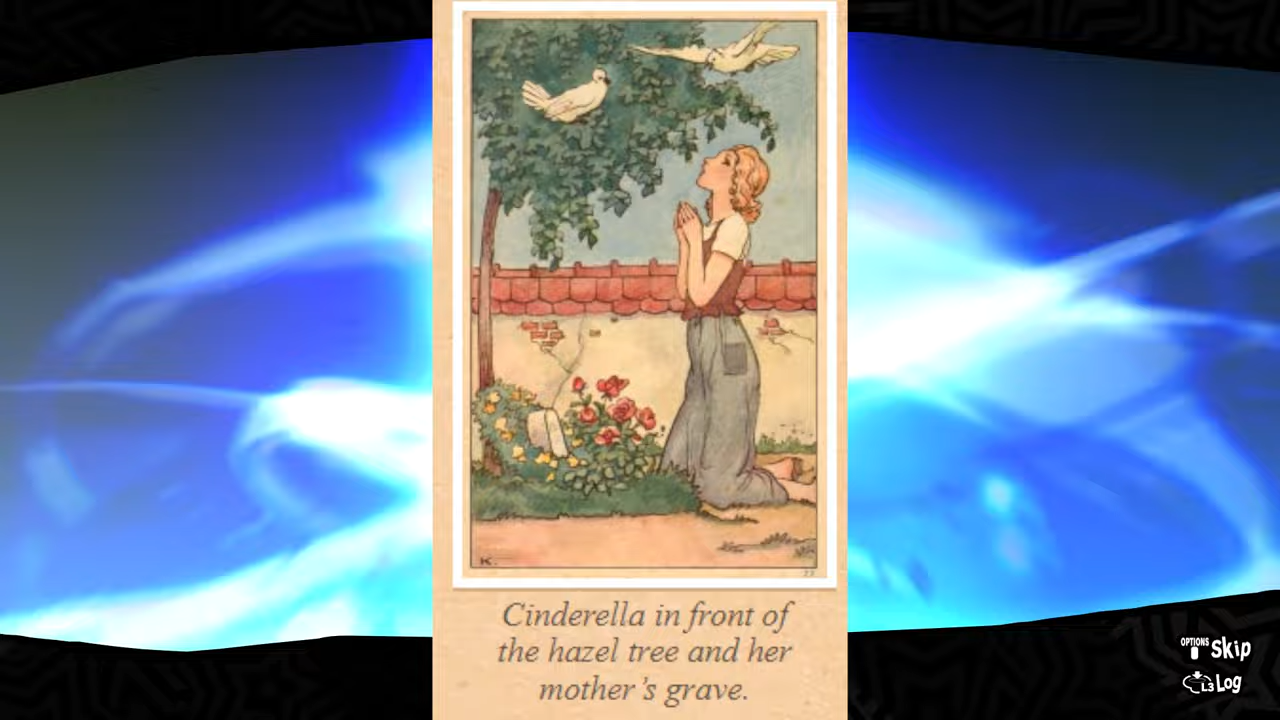 K.
Cinderella in front of
the hazel tree and her
mother's grave.
OPTIONS Skip
L3 Log